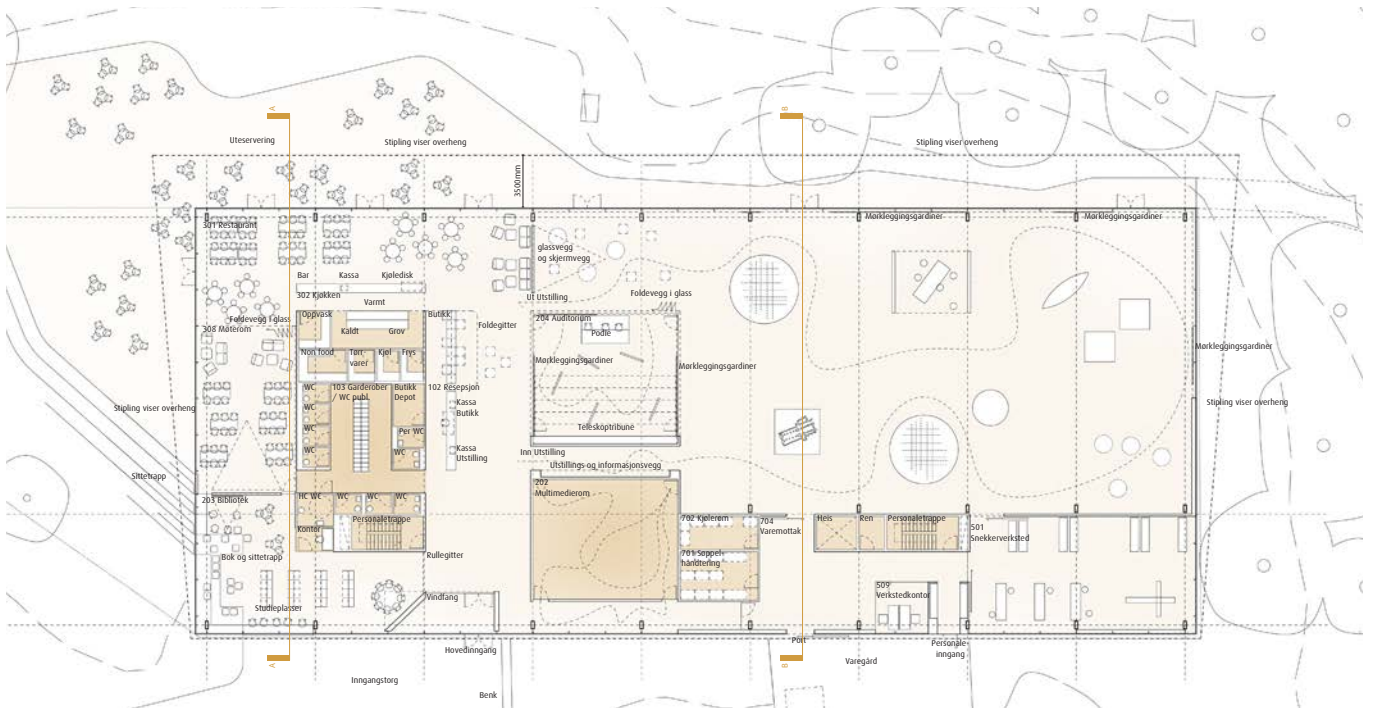 A
B
Uteservering
Stipling viser overheng
Stipling viser overheng
3500mm
301 Restaurant
Mørkleggingsgardiner
Mørkleggingsgardiner
glassvegg
og skjermvegg
Bar
Kassa
Kjøledisk
302 Kjøkken
Varmt
Ut Utstilling
Foldevegg i glass
Oppvask
Butikk
204 Auditorium
Foldevegg i glass
308 Møterom
Kaldt
Grov
Foldegitter
Podie
Non food
Tørr-
varer
Kjøl
Frys
Mørkleggingsgardiner
Mørkleggingsgardiner
Mørkleggingsgardiner
WC
103 Garderober
/ WC publ.
Butikk
Depot
102 Resepsjon
WC
Kassa
Butikk
Stipling viser overheng
Stipling viser overheng
WC
Per WC
Teleskoptribune
WC
WC
Kassa
Utstilling
Inn Utstilling
Utstillings-og informasjonsvegg
Sittetrapp
203 Bibliotek
HC WC
WC
WC
WC
202
Multimedierom
Kontor
Personaletrappe
702 Kjølerom
704
Varemottak
Heis
Ren
Personaletrappe
501
Snekkerverksted
Bok og sittetrapp
Rullegitter
701 Søppel-
håndtering
509
Verkstedkontor
Vindfang
Studieplasser
Hovedinngang
Port
Personale
inngang
Varegård
A
B
Inngangstorg
Benk